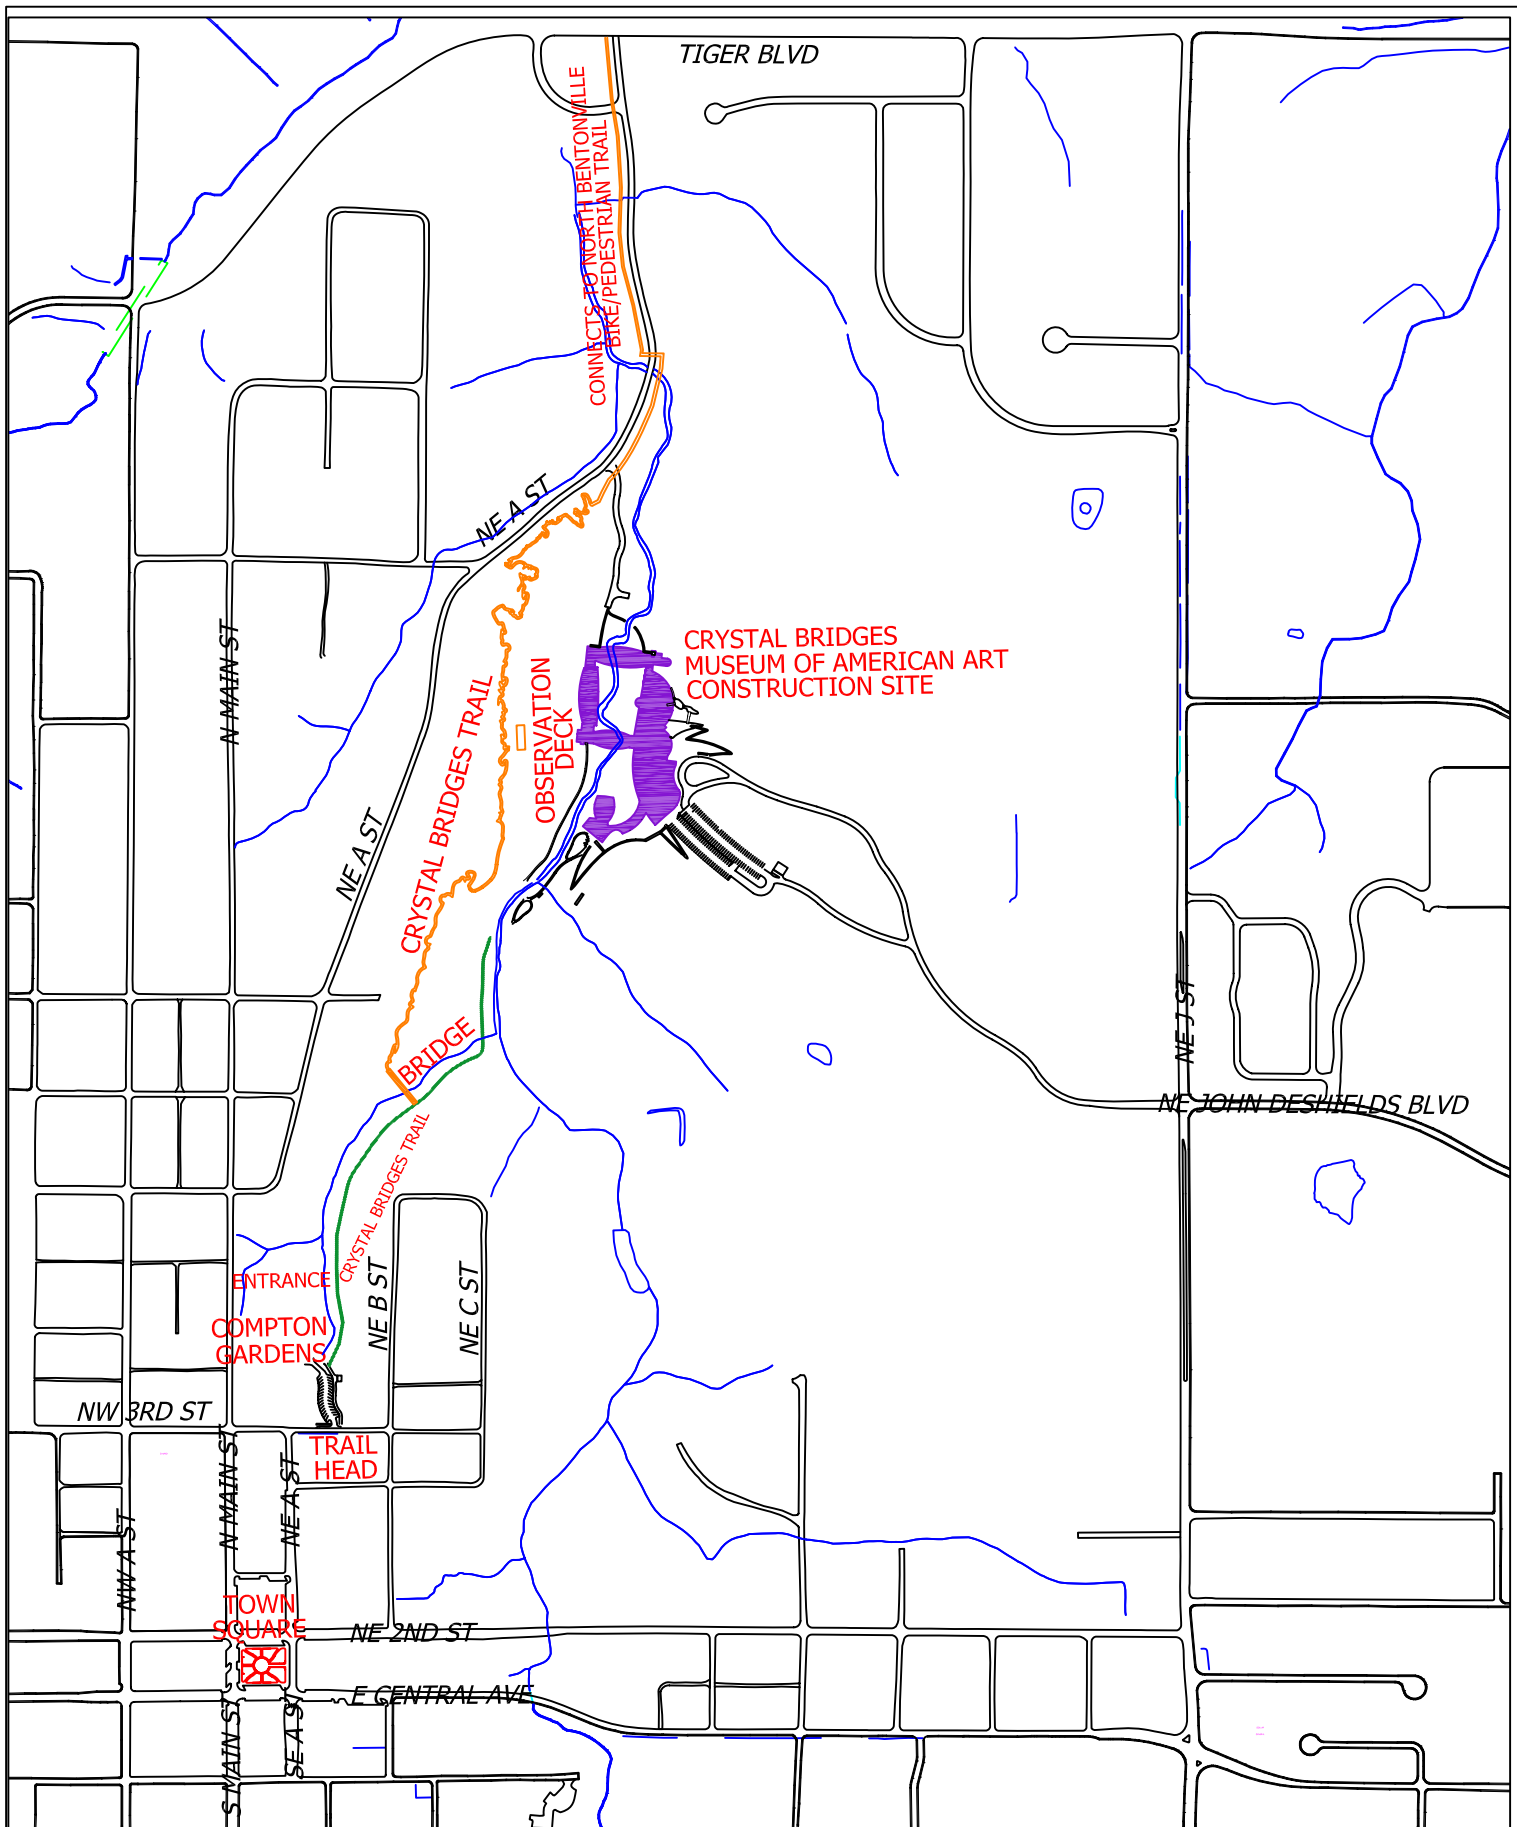 TIGER BLVD
CONNECTS TO NORTH BENTONVILLE
BIKE/PEDESTRIAN TRAIL
NE A ST
N MAIN ST
CRYSTAL BRIDGES
MUSEUM OF AMERICAN ART
CONSTRUCTION SITE
CRYSTAL BRIDGES TRAIL
OBSERVATION
DECK
NE A ST
NE J ST
BRIDGE
NE JOHN DESHIELDS BLVD
CRYSTAL BRIDGES TRAIL
ENTRANCE
NE B ST
NE C ST
COMPTON
GARDENS
NW 3RD ST
TRAIL
HEAD
N MAIN ST
NE A ST
NW A ST
TOWN
SQUARE
NE 2ND ST
E CENTRAL AVE
S MAIN ST
SE A ST